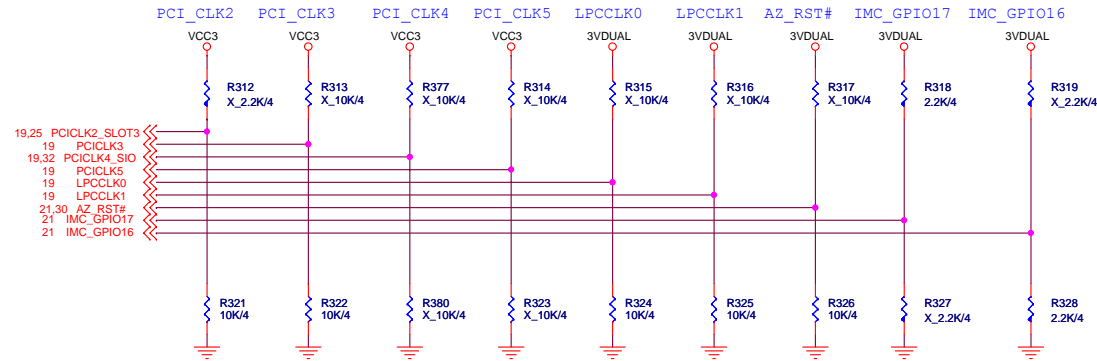 PCI_CLK2 PCI_CLK3 PCI_CLK4 PCI_CLK5 LPCCLK0 LPCCLK1 AZ_RST# IMC_GPIO17 IMC_GPIO16
VCC3 VCC3 VCC3 VCC3 3VDUAL 3VDUAL 3VDUAL 3VDUAL 3VDUAL
R312 R313 R377 R314 R315 R316 R317 R318 R319
X_2.2K/4 X_10K/4 X_10K/4 X_10K/4 X_10K/4 X_10K/4 X_10K/4 2.2K/4 X_2.2K/4
19,25 PCICLK2_SLOT3
19 PCICLK3
19,32 PCICLK4_SIO
19 PCICLK5
19 LPCCLK0
19 LPCCLK1
21,30 AZ_RST#
21 IMC_GPIO17
21 IMC_GPIO16
R321 R322 R380 R323 R324 R325 R326 R327 R328
10K/4 10K/4 X_10K/4 X_10K/4 10K/4 10K/4 10K/4 X_2.2K/4 2.2K/4